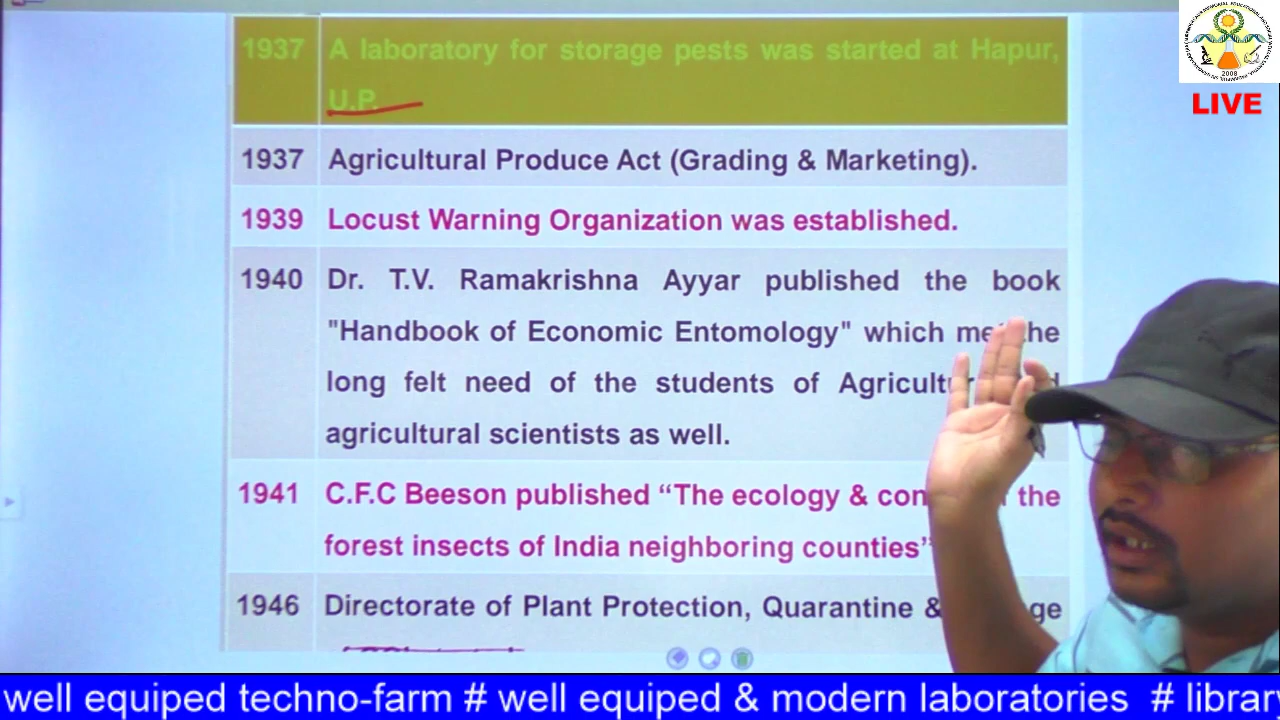 1937 A laboratory for storage pests was started at Hapur,
U.P.
1937 Agricultural Produce Act (Grading & Marketing).
1939 Locust Warning Organization was established.
1940 Dr. T.V. Ramakrishna Ayyar published the book
"Handbook of Economic Entomology" which the
long felt need of the students of
agricultural scientists as well.
1941 C.F.C Beeson published “The ecology & the
forest insects of India neighboring counties”
1946 Directorate of Plant Protection, Quarantine &
2008
LIVE
well equiped techno-farm # well equiped & modern laboratories # library